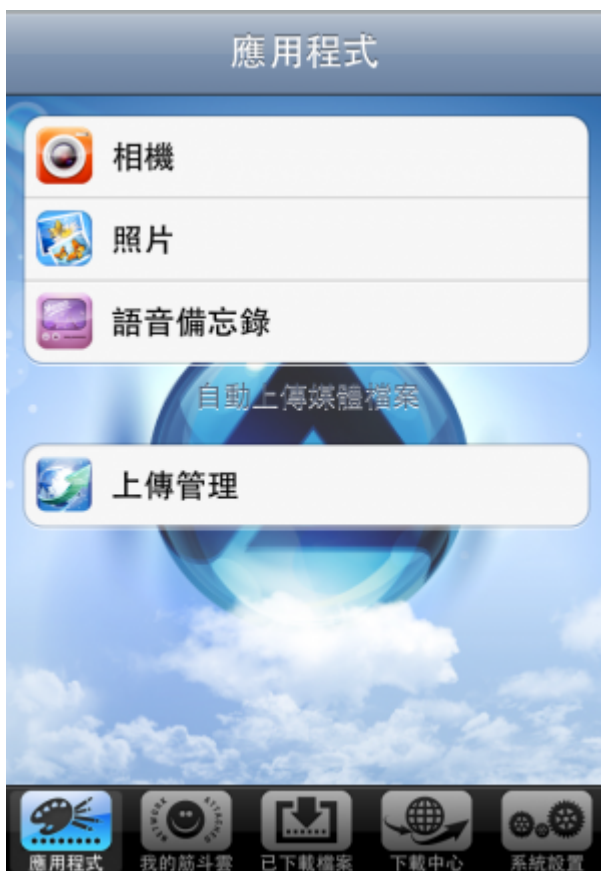 應用程式
相機
照片
語音備忘錄
自動上傳媒體檔案
上傳管理
NETWORK ATTACHED
應用程式
我的筋斗雲
已下載檔案
下載中心
系統設置